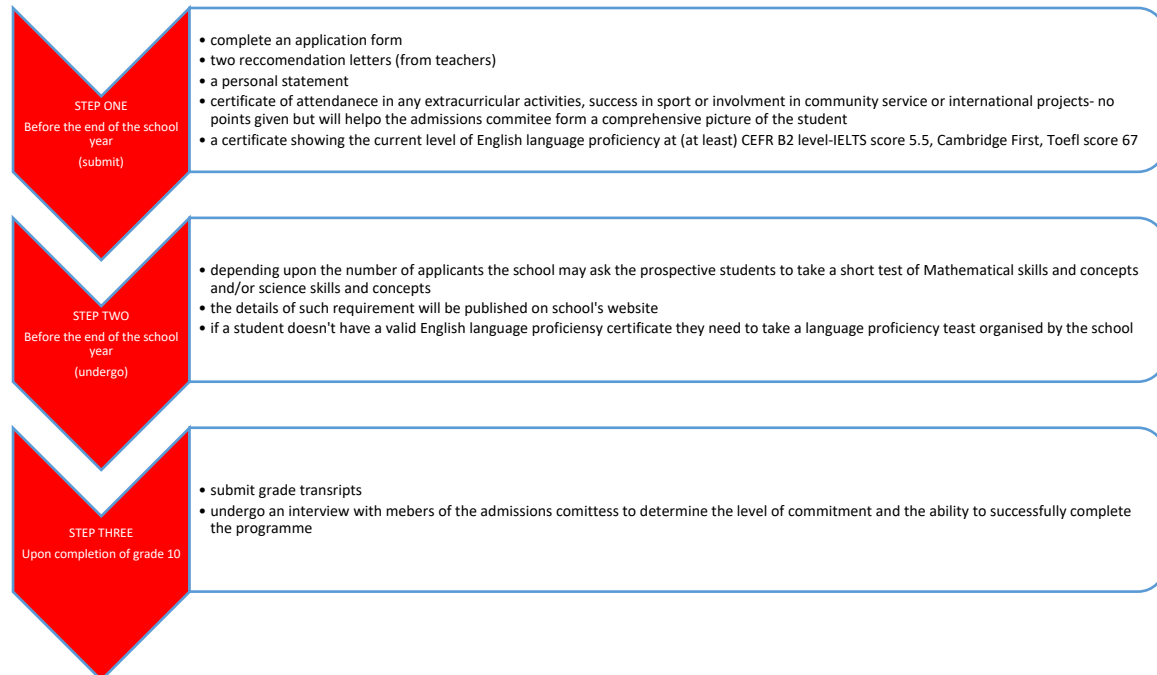 STEP ONE
Before the end of the school
year
(submit)
• complete an application form
• two reccomendation letters (from teachers)
• a personal statement
• certificate of attendanece in any extracurricular activities, success in sport or involvment in community service or international projects- no
points given but will helpo the admissions commitee form a comprehensive picture of the student
• a certificate showing the current level of English language proficiency at (at least) CEFR B2 level-IELTS score 5.5, Cambridge First, Toefl score 67
STEP TWO
Before the end of the school
year
(undergo)
• depending upon the number of applicants the school may ask the prospective students to take a short test of Mathematical skills and concepts
and/or science skills and concepts
• the details of such requirement will be published on school's website
• if a student doesn't have a valid English language proficiensy certificate they need to take a language proficiency teast organised by the school
STEP THREE
Upon completion of grade 10
• submit grade transripts
• undergo an interview with mebers of the admissions comittess to determine the level of commitment and the ability to successfully complete
the programme